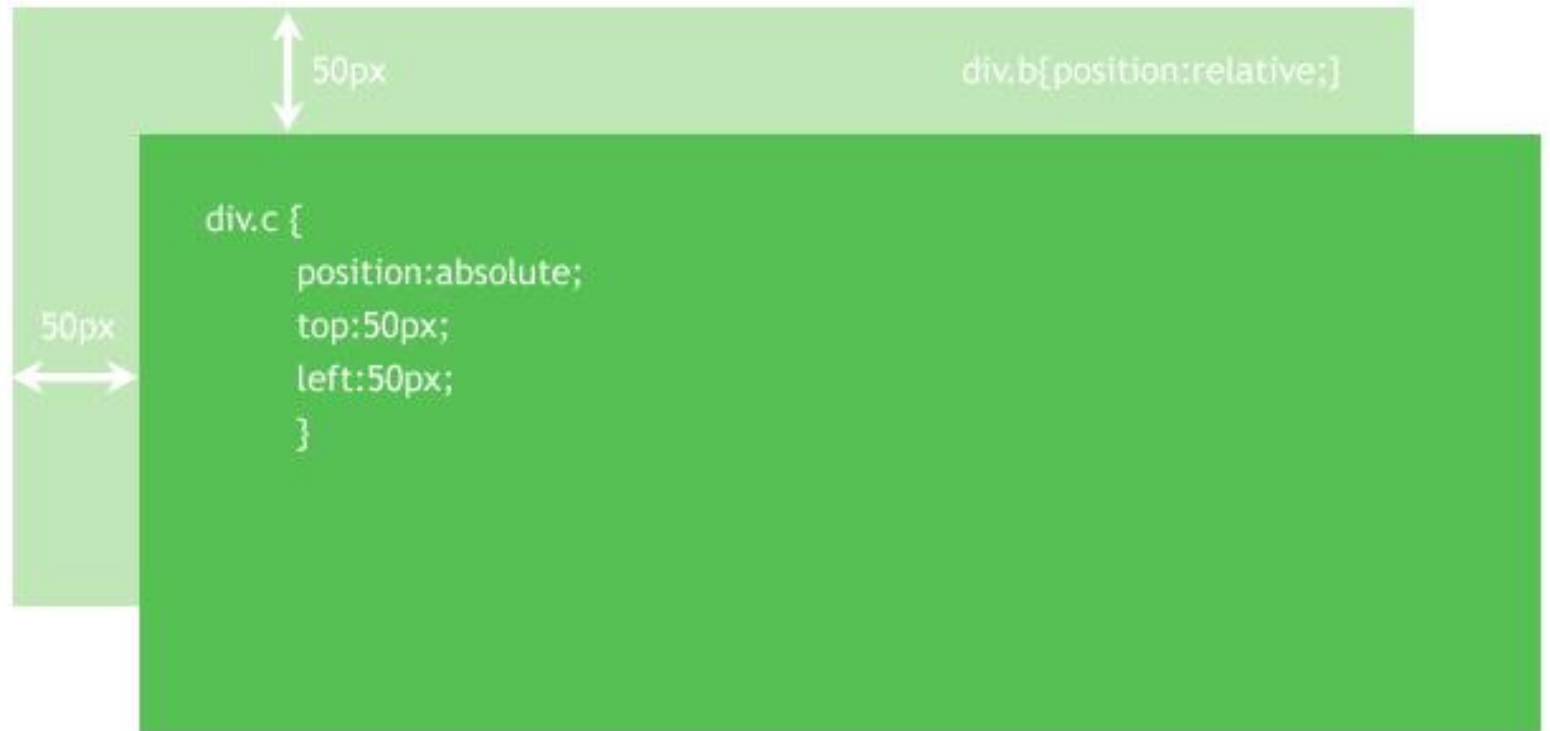 50px
div.b{position:relative;}
div.c {
position:absolute;
top:50px;
50px
left:50px;
}